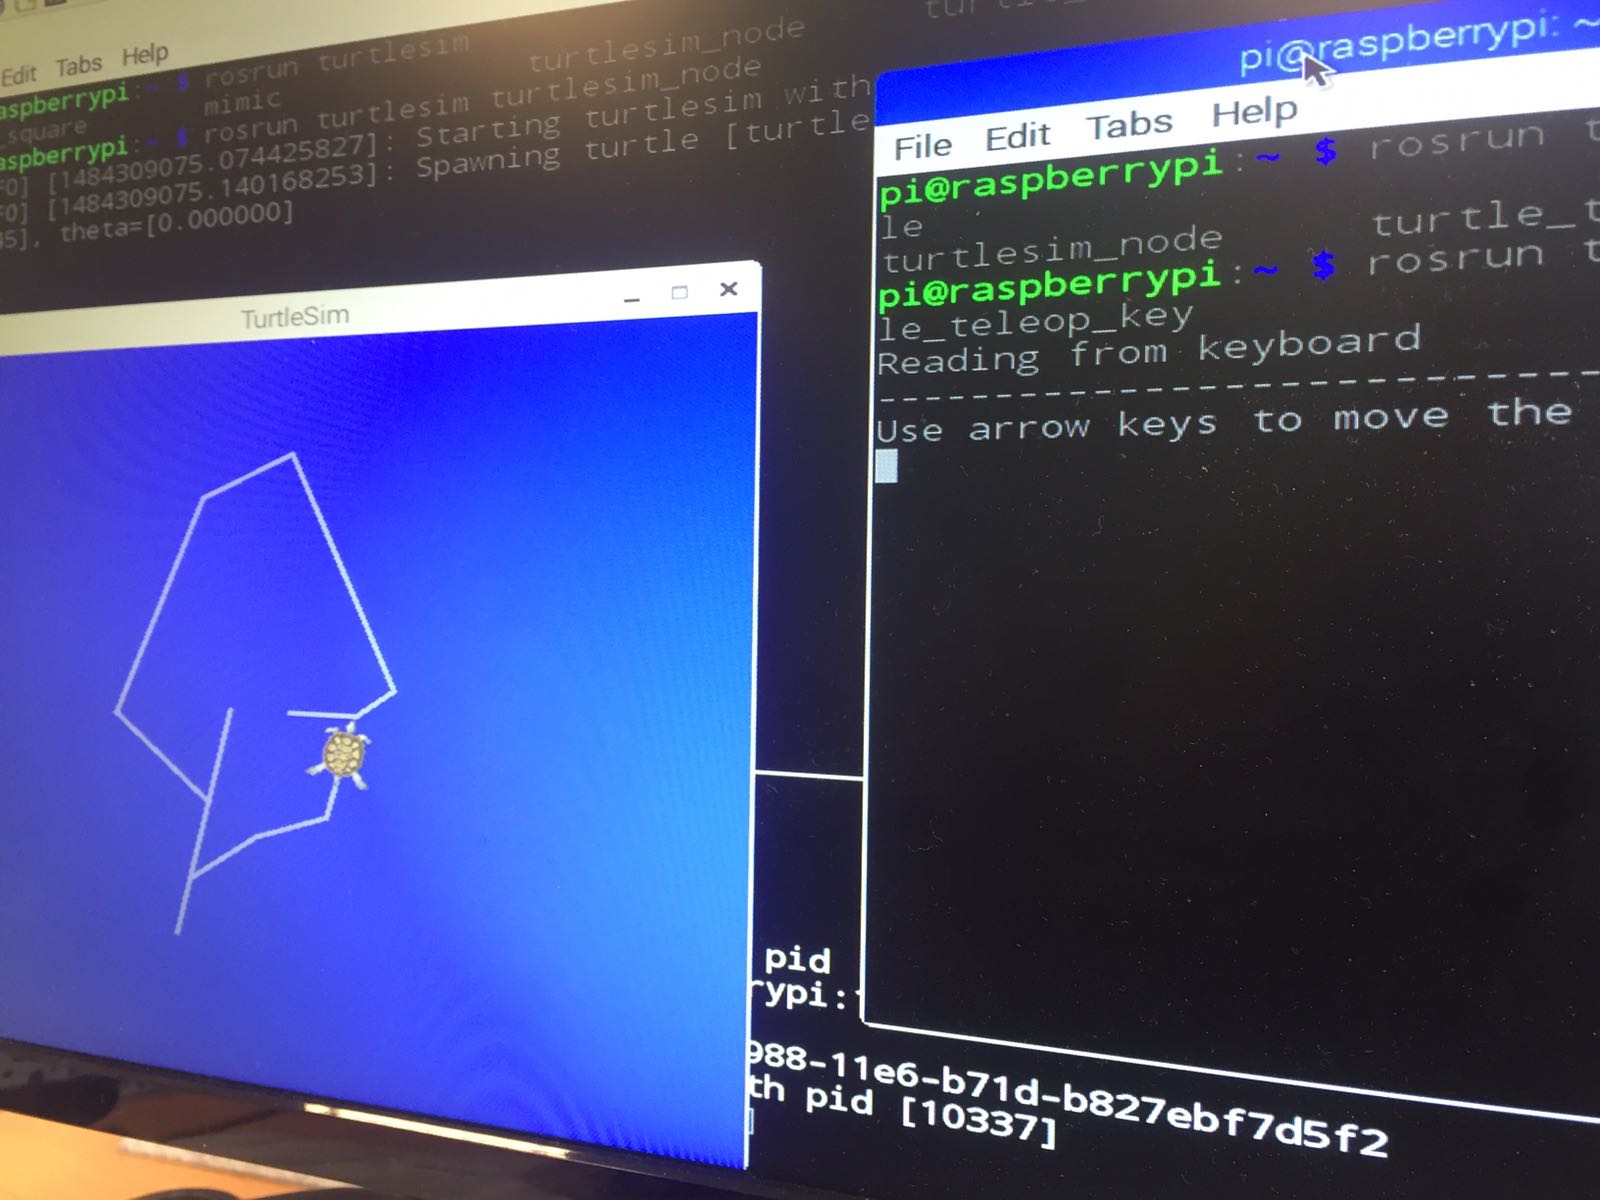 Edit Tabs Help
aspberrypi:~ $ rosrun turtlesim
mimic turtlesim_node
square
aspberrypi:~ $ rosrun turtlesim turtlesim_node
[1484309075.074425827]: Starting turtlesim with
[1484309075.140168253]: Spawning turtle [turtle
], theta=[0.000000]
TurtleSim
pi@raspberrypi: ~
File Edit Tabs Help
pi@raspberrypi:~ $ rosrun t
le
turtlesim_node turtle_t
pi@raspberrypi:~ $ rosrun t
le_teleop_key
Reading from keyboard
--------------------------------
Use arrow keys to move the
pid
rypi:
988-11e6-b71d-b827ebf7d5f2
th pid [10337]